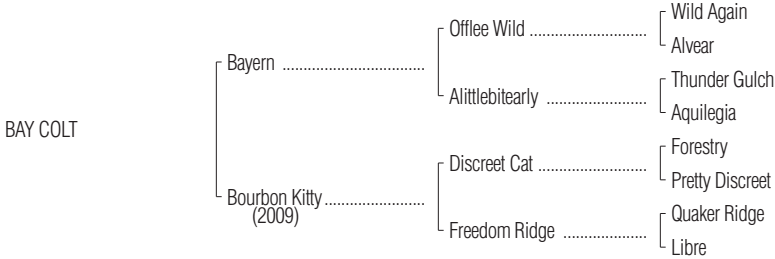 Wild Again
Offlee Wild ..............................
Alvear
Bayern .....................................
Thunder Gulch
Alittlebitearly ..........................
Aquilegia
BAY COLT
Forestry
Discreet Cat ............................
Pretty Discreet
Bourbon Kitty ..........................
(2009)
Quaker Ridge
Freedom Ridge ......................
Libre